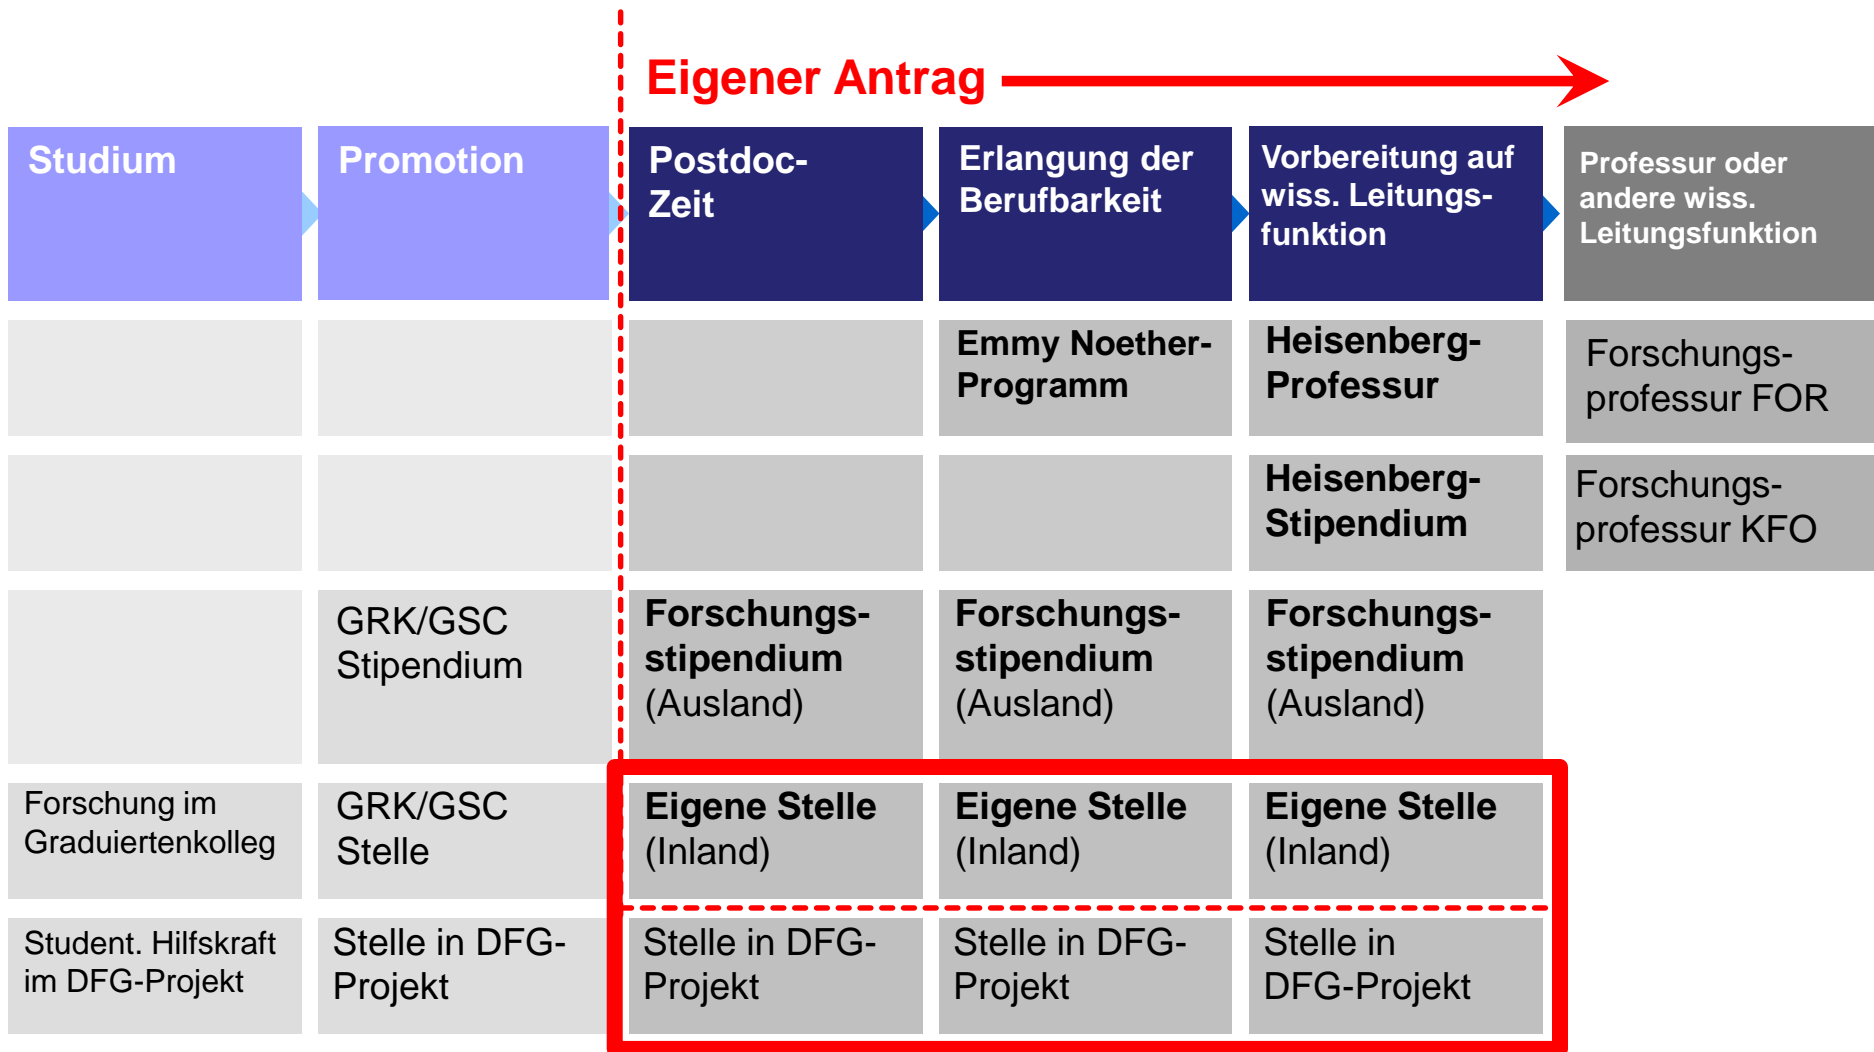 Eigener Antrag
Studium
Promotion
Postdoc-
Zeit
Erlangung der
Berufbarkeit
Vorbereitung auf
wiss. Leitungs-
funktion
Professur oder
andere wiss.
Leitungsfunktion
Emmy Noether-
Programm
Heisenberg-
Professur
Forschungs-
professur FOR
Heisenberg-
Stipendium
Forschungs-
professur KFO
GRK/GSC
Stipendium
Forschungs-
stipendium
(Ausland)
Forschungs-
stipendium
(Ausland)
Forschungs-
stipendium
(Ausland)
Forschung im
Graduiertenkolleg
GRK/GSC
Stelle
Eigene Stelle
(Inland)
Eigene Stelle
(Inland)
Eigene Stelle
(Inland)
Student. Hilfskraft
im DFG-Projekt
Stelle in DFG-
Projekt
Stelle in DFG-
Projekt
Stelle in DFG-
Projekt
Stelle in
DFG-Projekt